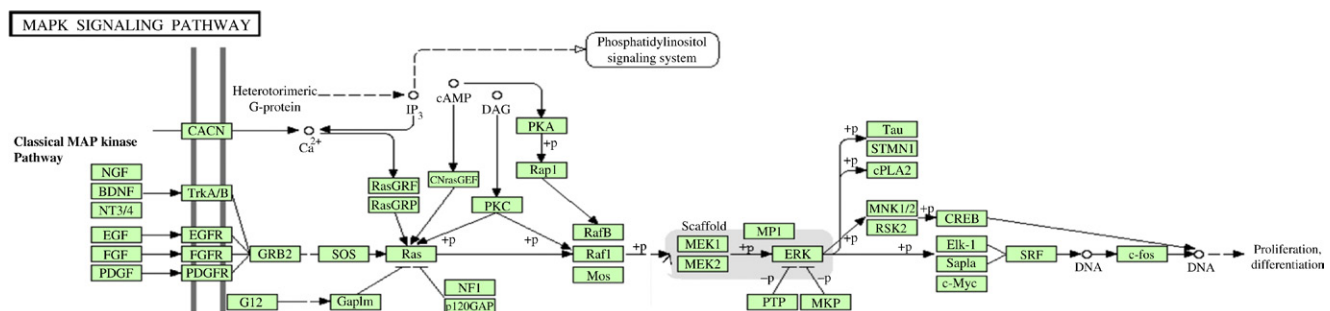 MAPK SIGNALING PATHWAY
Phosphatidylinositol
signaling system
Heterotorimeric
G-protein
IP3
cAMP
DAG
CACN
Ca2+
PKA
+p
Rap1
Classical MAP kinase
Pathway
NGF
BDNF
NT3/4
TrkA/B
RasGRF
RasGRP
CNrasGEF
PKC
EGF
FGF
PDGF
EGFR
FGFR
PDGFR
GRB2
SOS
Ras
+p
+p
RafB
Raf1
Mos
+p
G12
Gaplm
NF1
p120GAP
Scaffold
MEK1
MEK2
+p
MP1
ERK
+p
–p
–p
PTP
MKP
+p
Tau
STMN1
+p
cPLA2
MNK1/2
RSK2
+p
CREB
+p
Elk-1
Sapla
c-Myc
SRF
DNA
c-fos
DNA
Proliferation,
differentiation